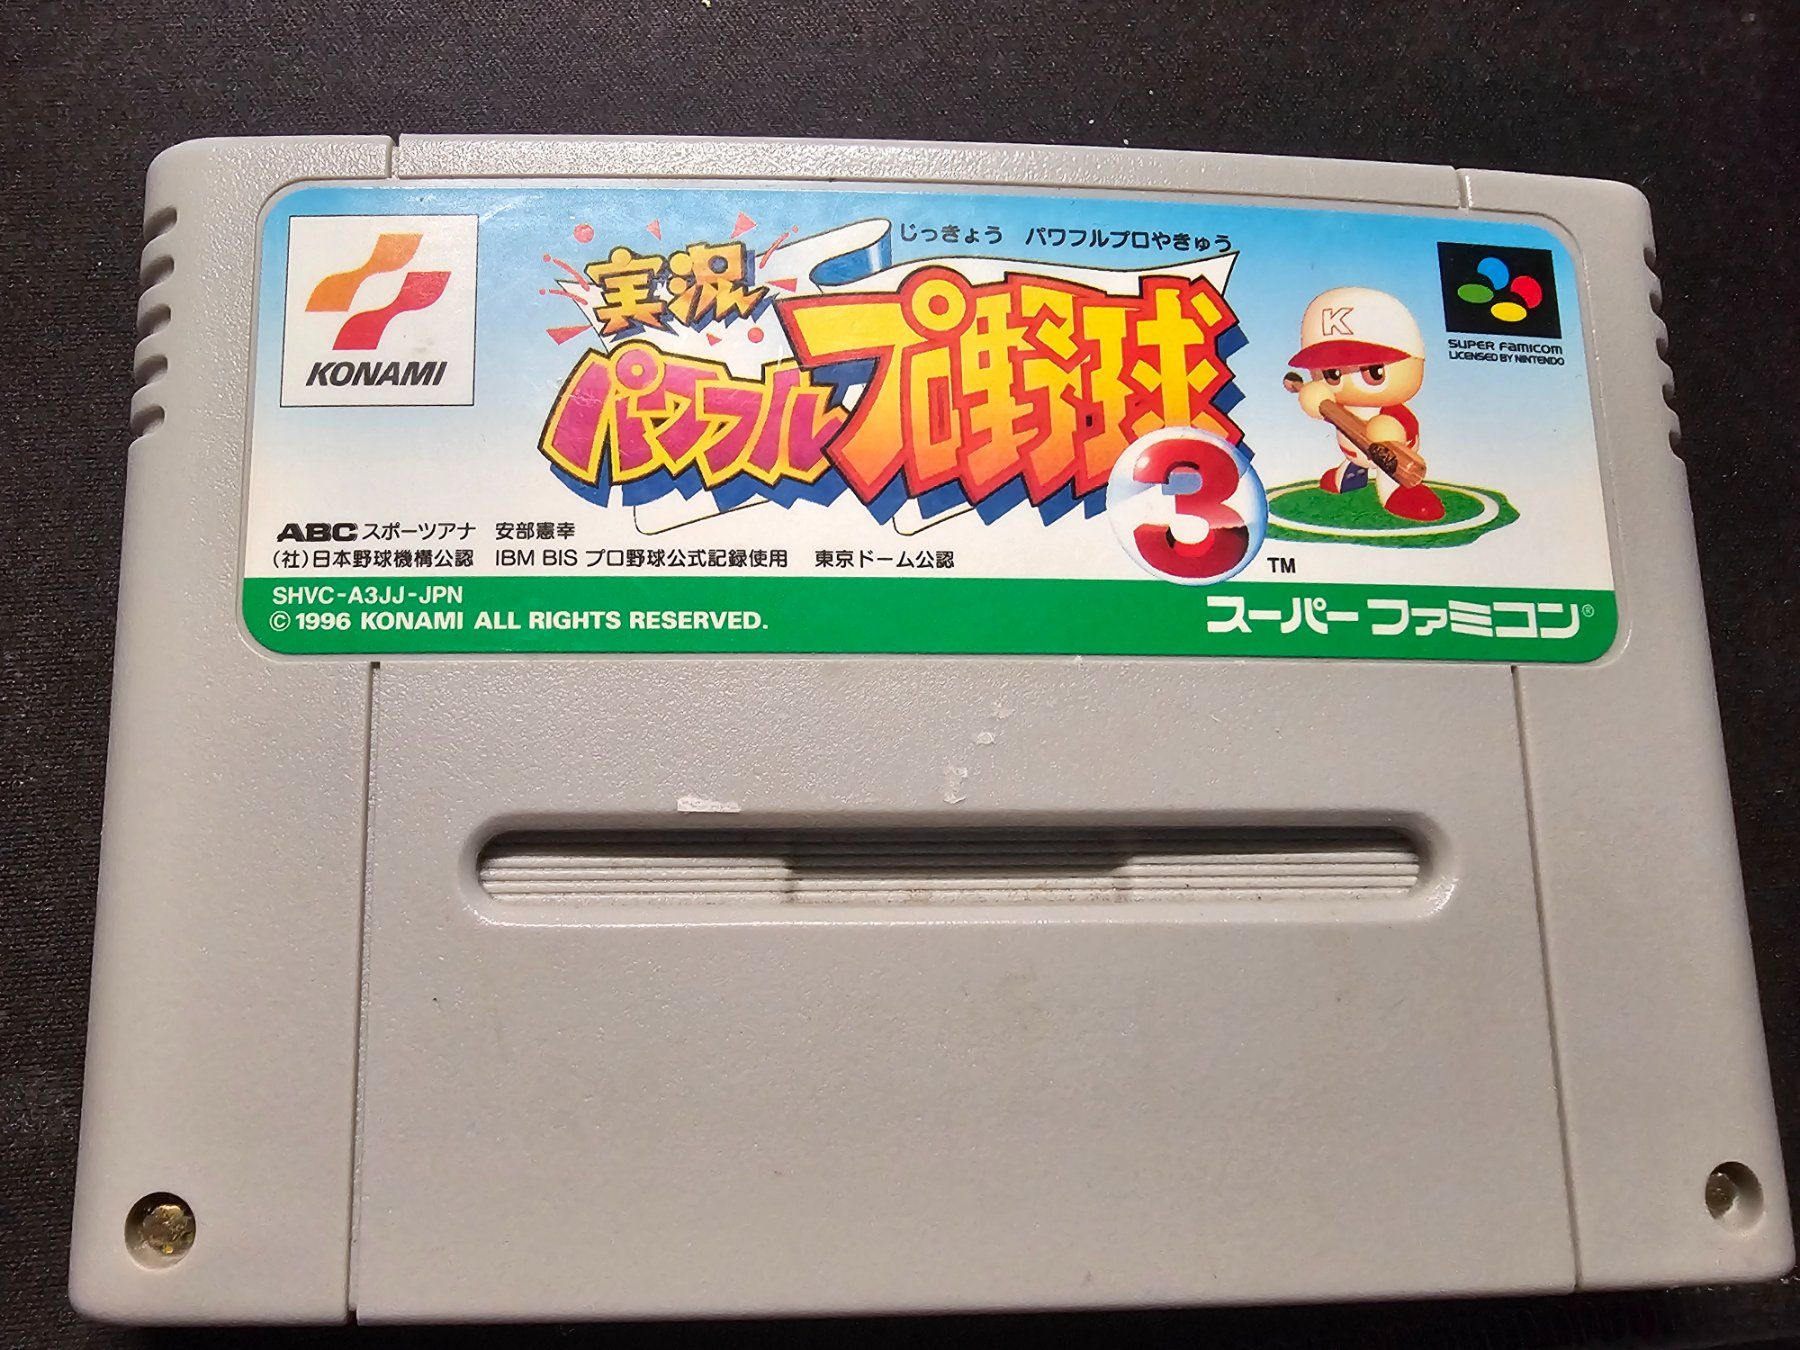 KONAMI
じっきょう パワフルプロやきゅう
実況
パワフル
プロ野球
3
TM
K
SUPER FAMICOM
LICENSED BY NINTENDO
ABC スポーツアナ 安部憲幸
(社)日本野球機構公認 IBM BIS プロ野球公式記録使用 東京ドーム公認
SHVC-A3JJ-JPN
© 1996 KONAMI ALL RIGHTS RESERVED.
スーパーファミコン®